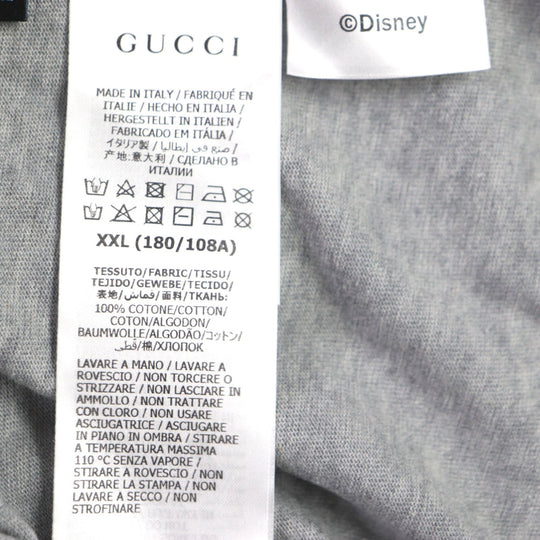 GUCCI
©Disney
MADE IN ITALY / FABRIQUÉ EN
ITALIE / HECHO EN ITALIA /
HERGESTELLT IN ITALIEN /
FABRICADO EM ITÁLIA /
イタリア製 / صنع في إيطاليا /
产地:意大利 / СДЕЛАНО В
ИТАЛИИ
XXL (180/108A)
TESSUTO/FABRIC/TISSU/
TEJIDO/GEWEBE/TECIDO/
表地/قماش/面料/ТКАНЬ:
100% COTONE/COTTON/
COTON/ALGODON/
BAUMWOLLE/ALGODÃO/コットン/
قطن/棉/ХЛОПОК
LAVARE A MANO / LAVARE A
ROVESCIO / NON TORCERE O
STRIZZARE / NON LASCIARE IN
AMMOLLO / NON TRATTARE
CON CLORO / NON USARE
ASCIUGATRICE / ASCIUGARE
IN PIANO IN OMBRA / STIRARE
A TEMPERATURA MASSIMA
110 °C SENZA VAPORE /
STIRARE A ROVESCIO / NON
STIRARE LA STAMPA / NON
LAVARE A SECCO / NON
STROFINARE